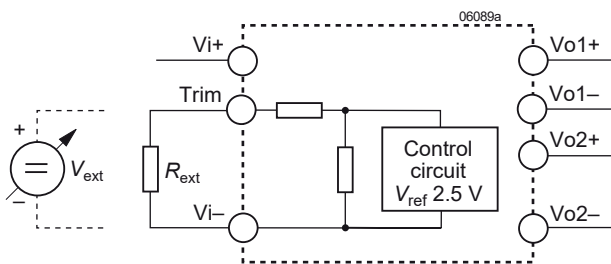 06089a
Vi+
Vo1+
Trim
Vo1–
Vo2+
+
Control
circuit
Vref 2.5 V
Vext
Rext
–
Vi–
Vo2–